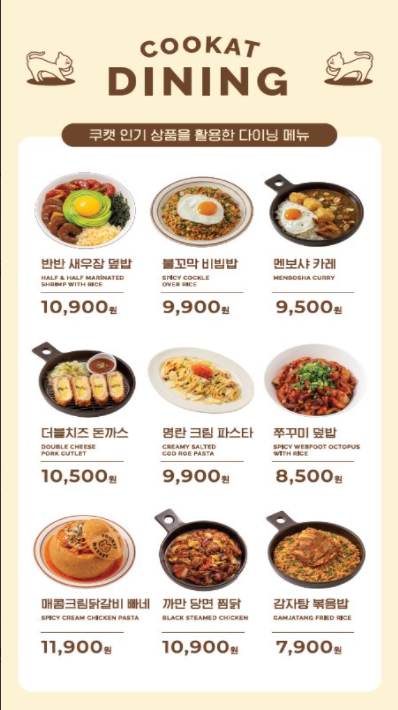 COOKAT
DINING
쿠캣 인기 상품을 활용한 다이닝 메뉴
반반 새우장 덮밥
HALF & HALF MARINATED
SHRIMP WITH RICE
10,900원
불꼬막 비빔밥
SPICY COCKLE
OVER RICE
9,900원
멘보샤 카레
MENBOSHA CURRY
9,500원
더블치즈 돈까스
DOUBLE CHEESE
PORK CUTLET
10,500원
명란 크림 파스타
CREAMY SALTED
COD ROE PASTA
9,900원
쭈꾸미 덮밥
SPICY WEBFOOT OCTOPUS
WITH RICE
8,500원
매콤크림닭갈비 빠네
SPICY CREAM CHICKEN PASTA
11,900원
까만 당면 찜닭
BLACK STEAMED CHICKEN
10,900원
감자탕 볶음밥
GAMJATANG FRIED RICE
7,900원